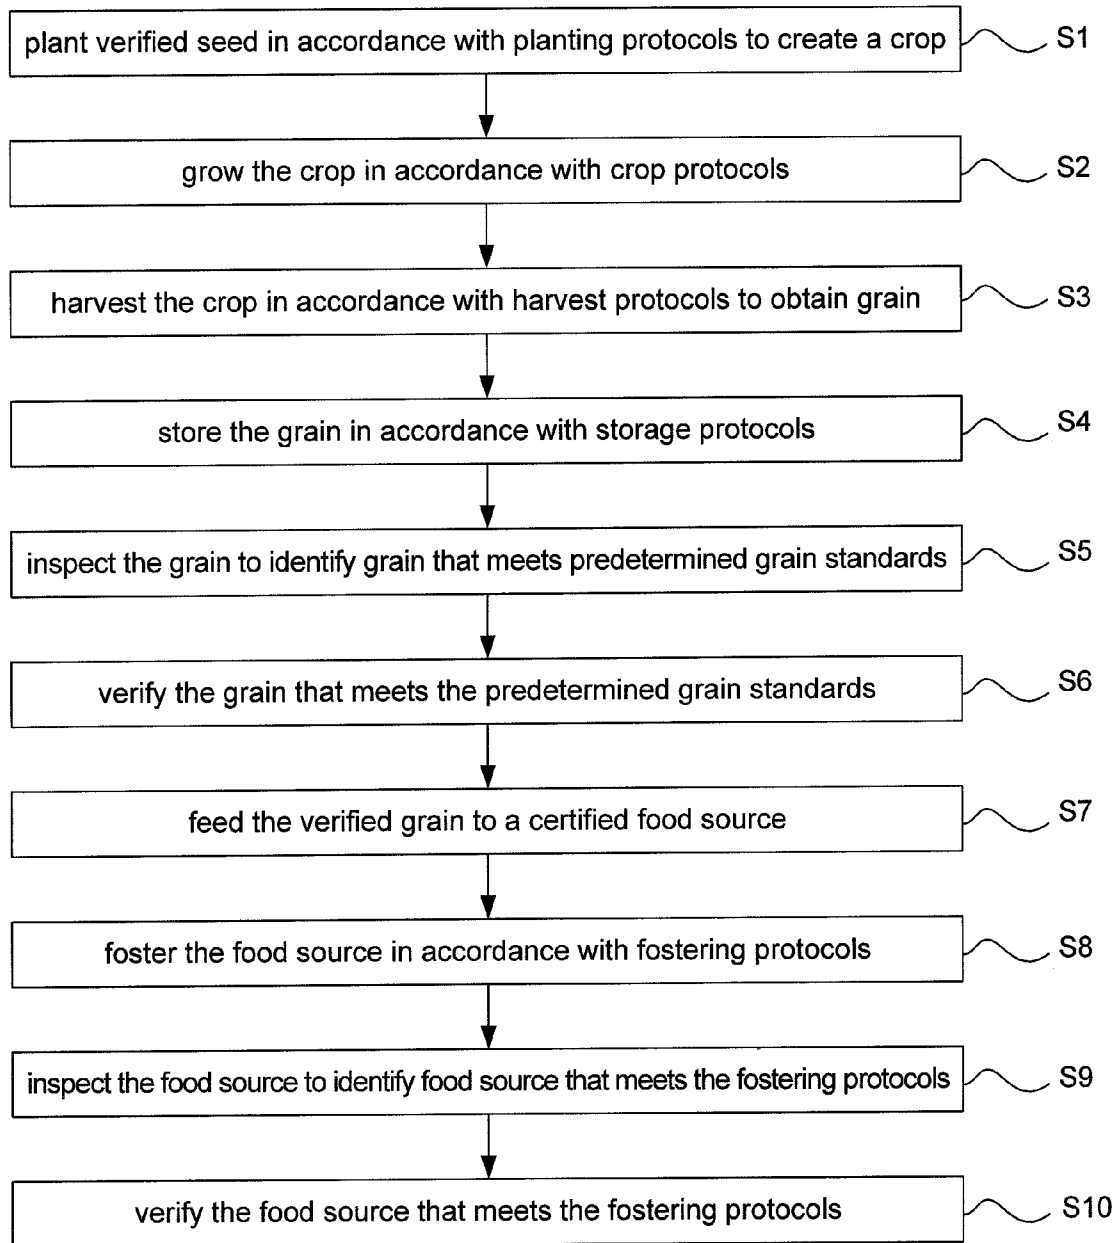 plant verified seed in accordance with planting protocols to create a crop S1
grow the crop in accordance with crop protocols S2
harvest the crop in accordance with harvest protocols to obtain grain S3
store the grain in accordance with storage protocols S4
inspect the grain to identify grain that meets predetermined grain standards S5
verify the grain that meets the predetermined grain standards S6
feed the verified grain to a certified food source S7
foster the food source in accordance with fostering protocols S8
inspect the food source to identify food source that meets the fostering protocols S9
verify the food source that meets the fostering protocols S10